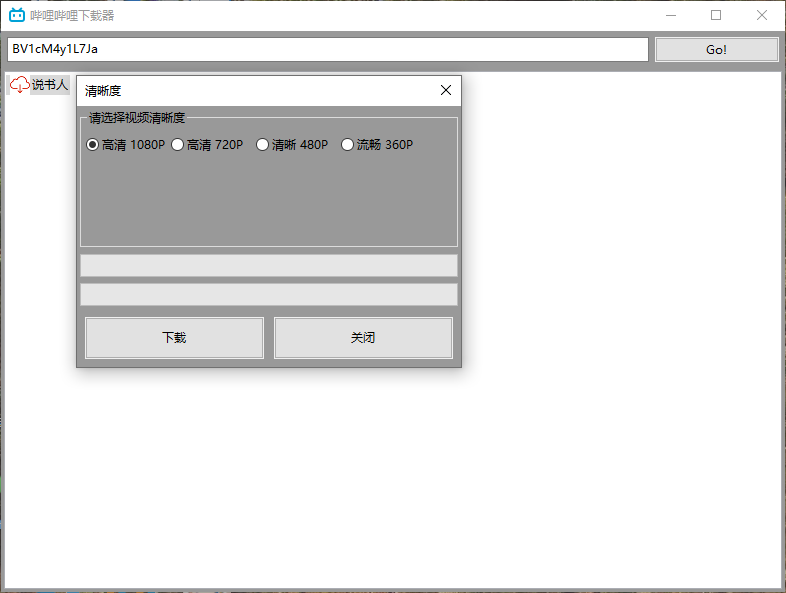 哔哩哔哩下载器
BV1cM4y1L7Ja
Go!
说书人
清晰度
请选择视频清晰度
高清 1080P
高清 720P
清晰 480P
流畅 360P
下载
关闭